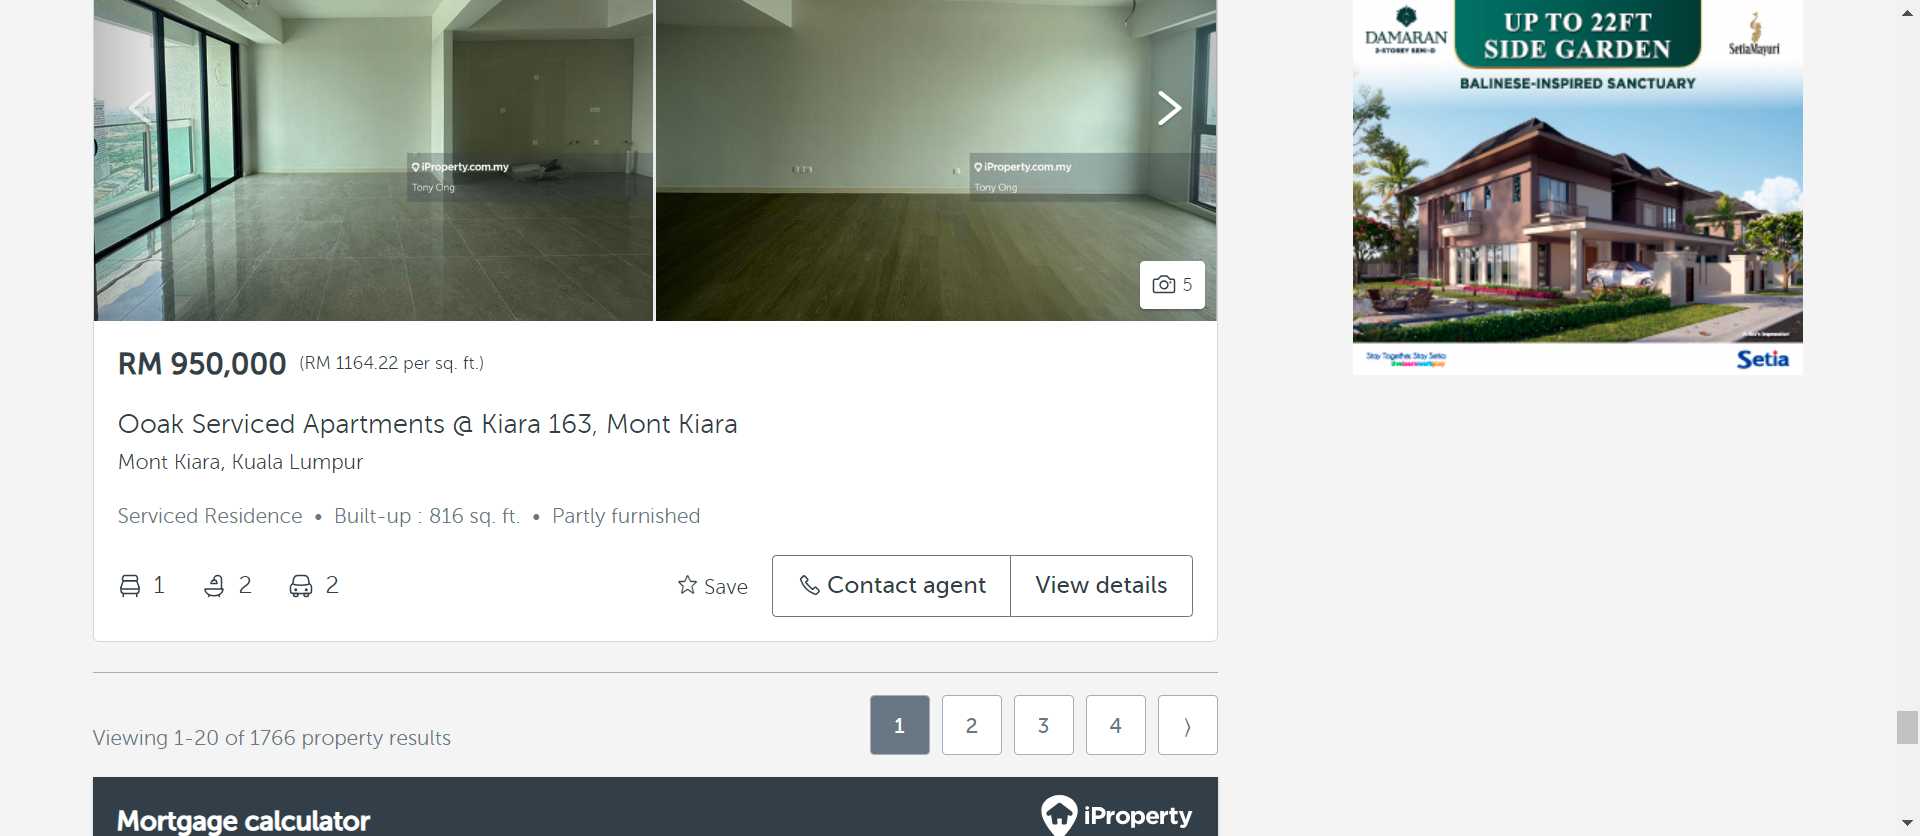 iProperty.com.my
Tony Ong
iProperty.com.my
Tony Ong
5
RM 950,000 (RM 1164.22 per sq. ft.)
Ooak Serviced Apartments @ Kiara 163, Mont Kiara
Mont Kiara, Kuala Lumpur
Serviced Residence • Built-up : 816 sq. ft. • Partly furnished
1 2 2 Save Contact agent View details
Viewing 1-20 of 1766 property results
1 2 3 4 〉
Mortgage calculator
iProperty
DAMARAN
2-STOREY SEMI-D
UP TO 22FT
SIDE GARDEN
SetiaMayuri
BALINESE-INSPIRED SANCTUARY
Stay Together. Stay Setia
Setia